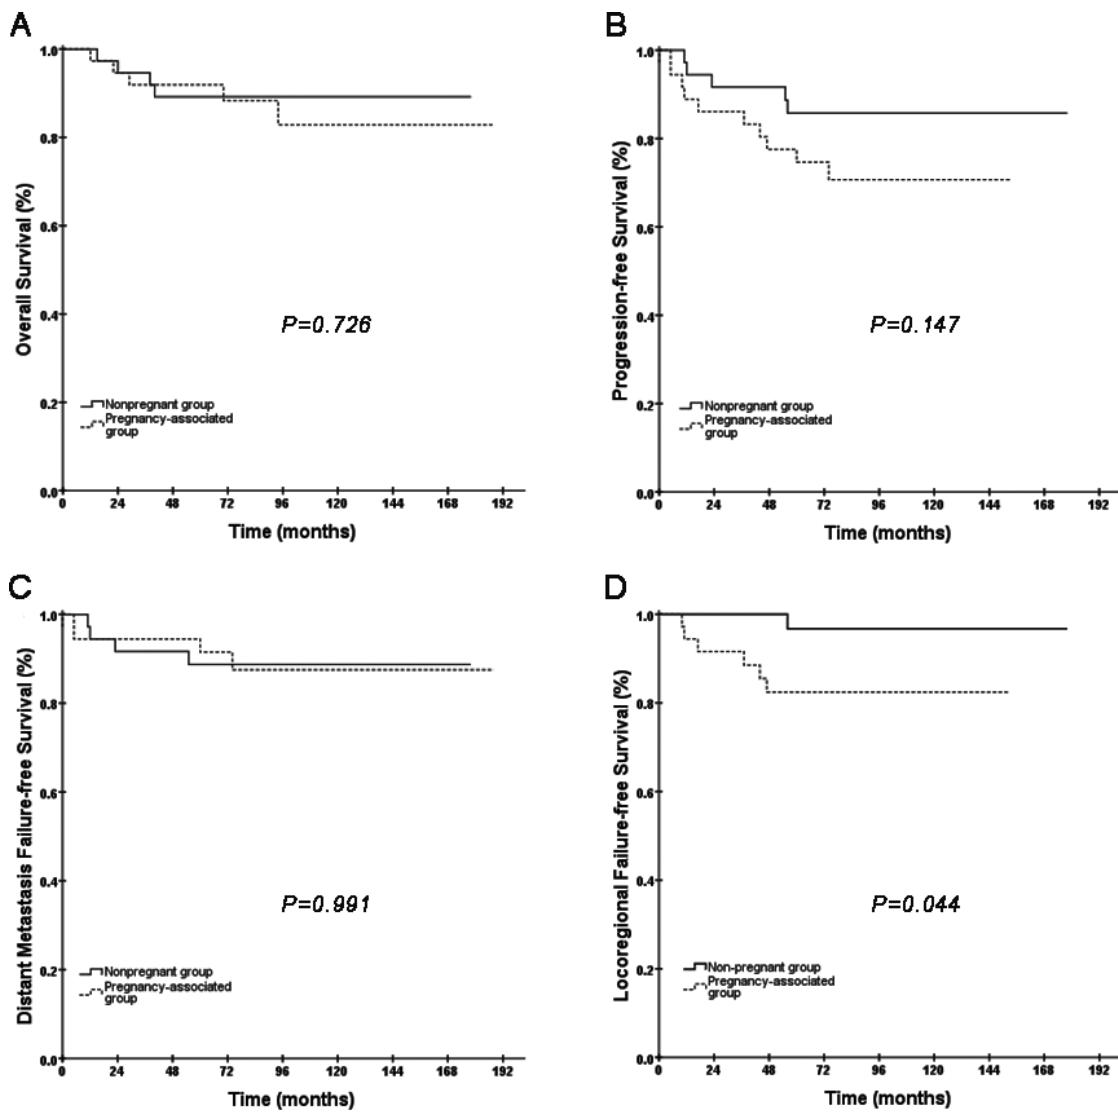 A
Overall Survival (%)
1.0
0.8
0.6
0.4
0.2
0.0
P=0.726
Nonpregnant group
Pregnancy-associated
group
0 24 48 72 96 120 144 168 192
Time (months)
B
Progression-free Survival (%)
1.0
0.8
0.6
0.4
0.2
0.0
P=0.147
Nonpregnant group
Pregnancy-associated
group
0 24 48 72 96 120 144 168 192
Time (months)
C
Distant Metastasis Failure-free Survival (%)
1.0
0.8
0.6
0.4
0.2
0.0
P=0.991
Nonpregnant group
Pregnancy-associated
group
0 24 48 72 96 120 144 168 192
Time (months)
D
Locoregional Failure-free Survival (%)
1.0
0.8
0.6
0.4
0.2
0.0
P=0.044
Non-pregnant group
Pregnancy-associated
group
0 24 48 72 96 120 144 168 192
Time (months)